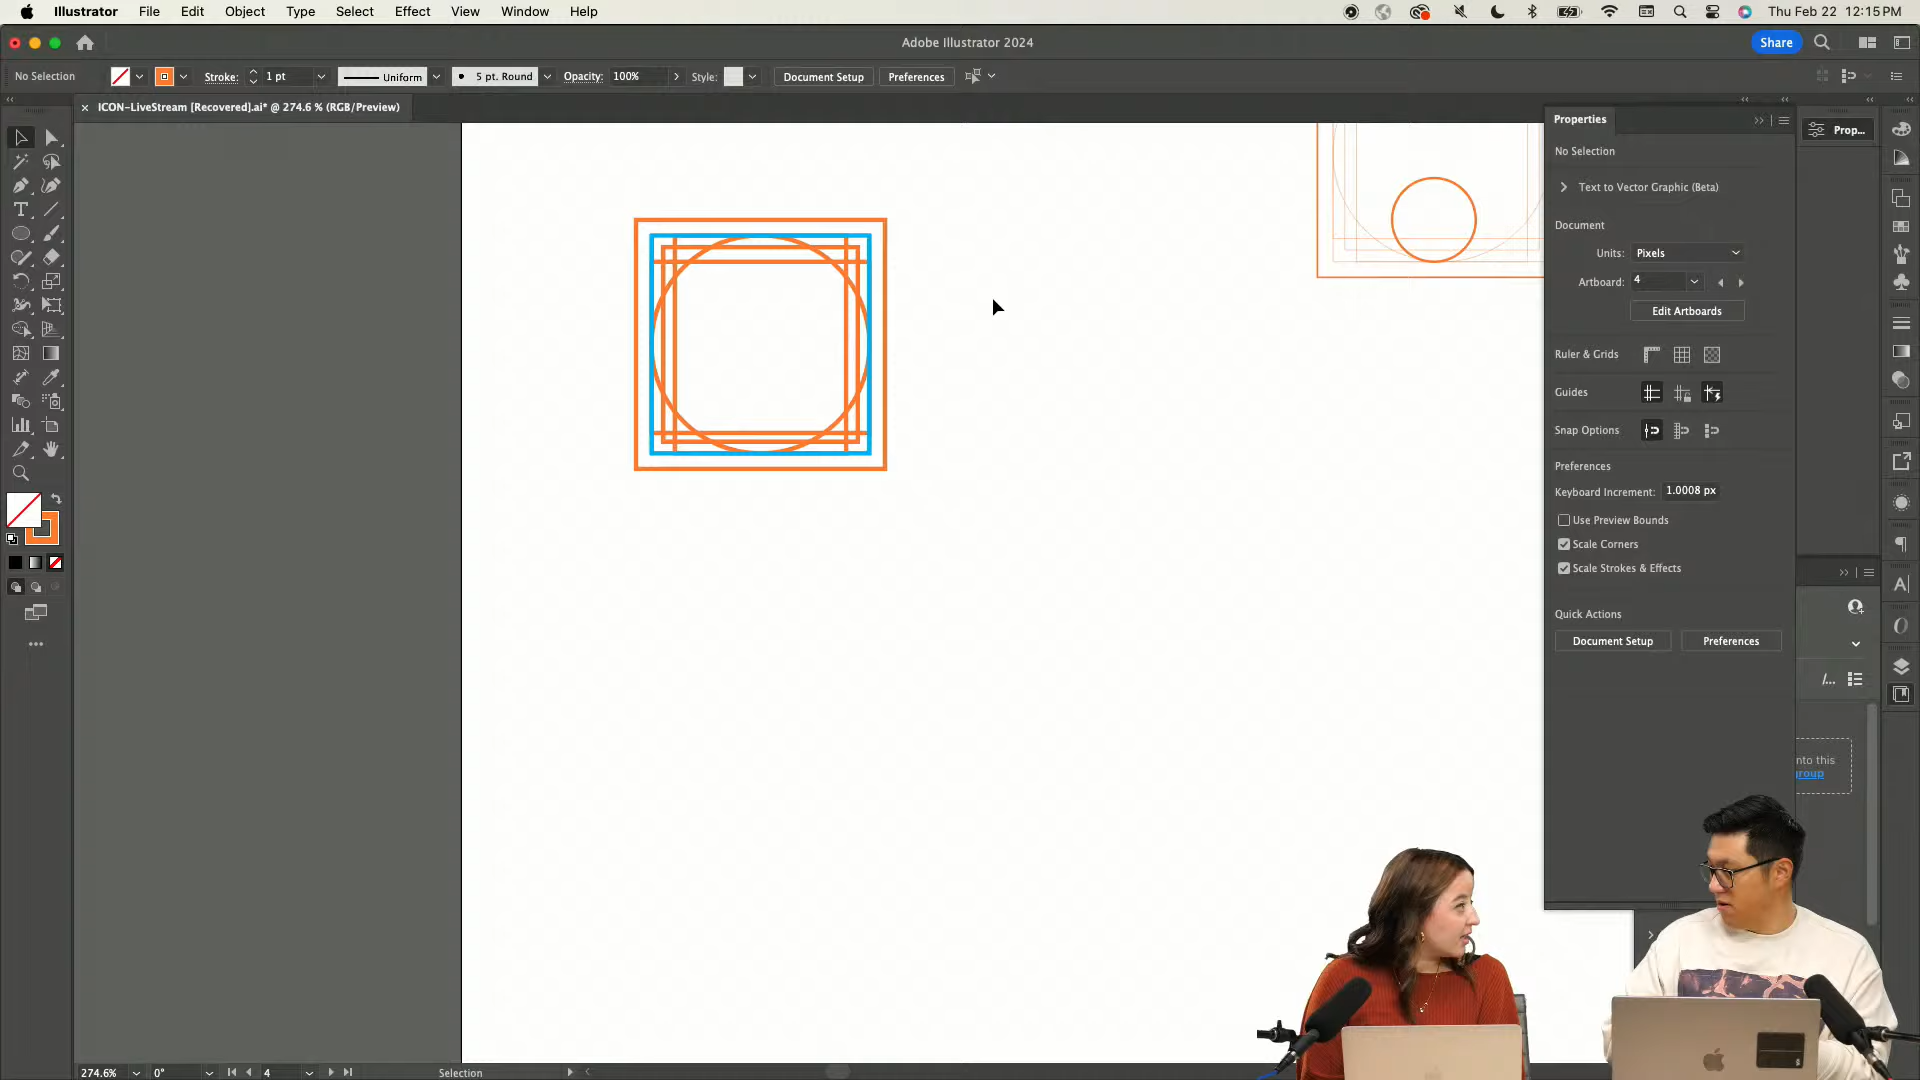 Illustrator File Edit Object Type Select Effect View Window Help
Thu Feb 22 12:15 PM
Adobe Illustrator 2024
Share
No Selection
Stroke: 1 pt
Uniform
5 pt. Round
Opacity: 100%
Style:
Document Setup
Preferences
ICON-LiveStream [Recovered].ai* @ 274.6 % (RGB/Preview)
Properties
Prop...
No Selection
Text to Vector Graphic (Beta)
Document
Units: Pixels
Artboard: 4
Edit Artboards
Ruler & Grids
Guides
Snap Options
Preferences
Keyboard Increment: 1.0008 px
Use Preview Bounds
Scale Corners
Scale Strokes & Effects
Quick Actions
Document Setup
Preferences
/...
nto this
group
274.6%
0°
4
Selection